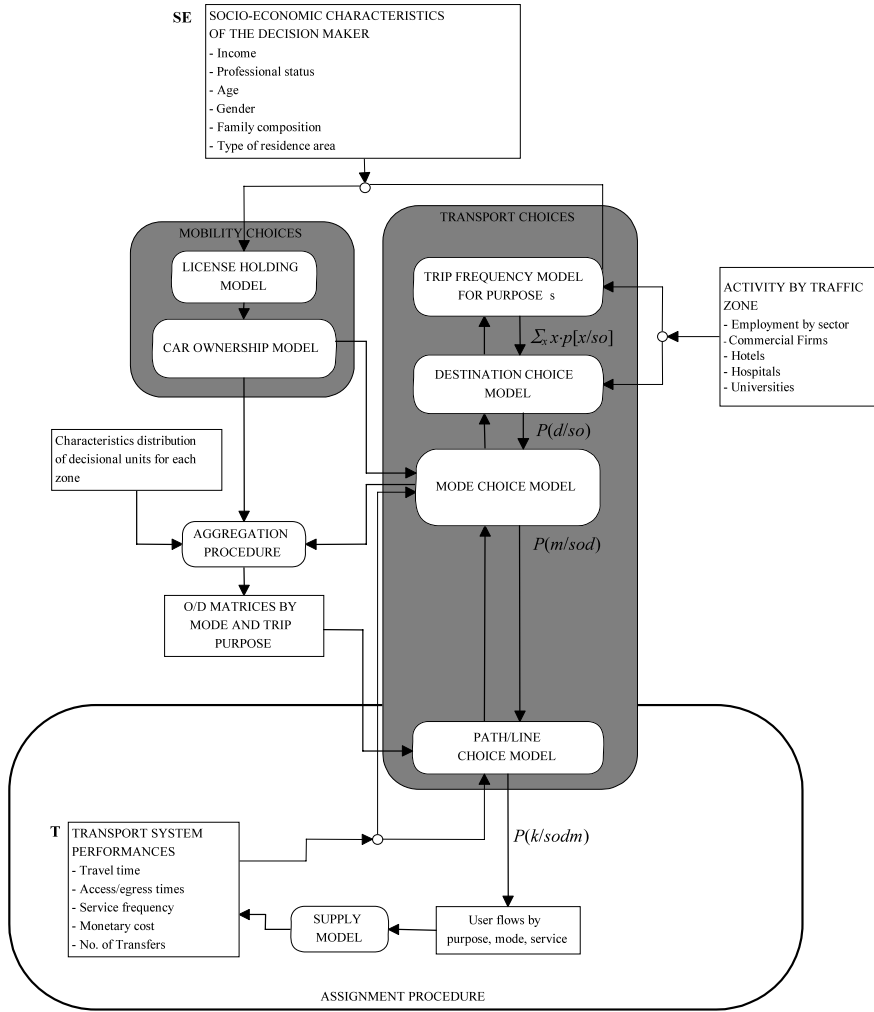 SE
SOCIO-ECONOMIC CHARACTERISTICS
OF THE DECISION MAKER
- Income
- Professional status
- Age
- Gender
- Family composition
- Type of residence area
MOBILITY CHOICES
LICENSE HOLDING
MODEL
CAR OWNERSHIP MODEL
TRANSPORT CHOICES
TRIP FREQUENCY MODEL
FOR PURPOSE s
Σₓ x·p[x/so]
DESTINATION CHOICE
MODEL
P(d/so)
MODE CHOICE MODEL
P(m/sod)
ACTIVITY BY TRAFFIC
ZONE
- Employment by sector
- Commercial Firms
- Hotels
- Hospitals
- Universities
Characteristics distribution
of decisional units for each
zone
AGGREGATION
PROCEDURE
O/D MATRICES BY
MODE AND TRIP
PURPOSE
PATH/LINE
CHOICE MODEL
P(k/sodm)
T
TRANSPORT SYSTEM
PERFORMANCES
- Travel time
- Access/egress times
- Service frequency
- Monetary cost
- No. of Transfers
SUPPLY
MODEL
User flows by
purpose, mode, service
ASSIGNMENT PROCEDURE